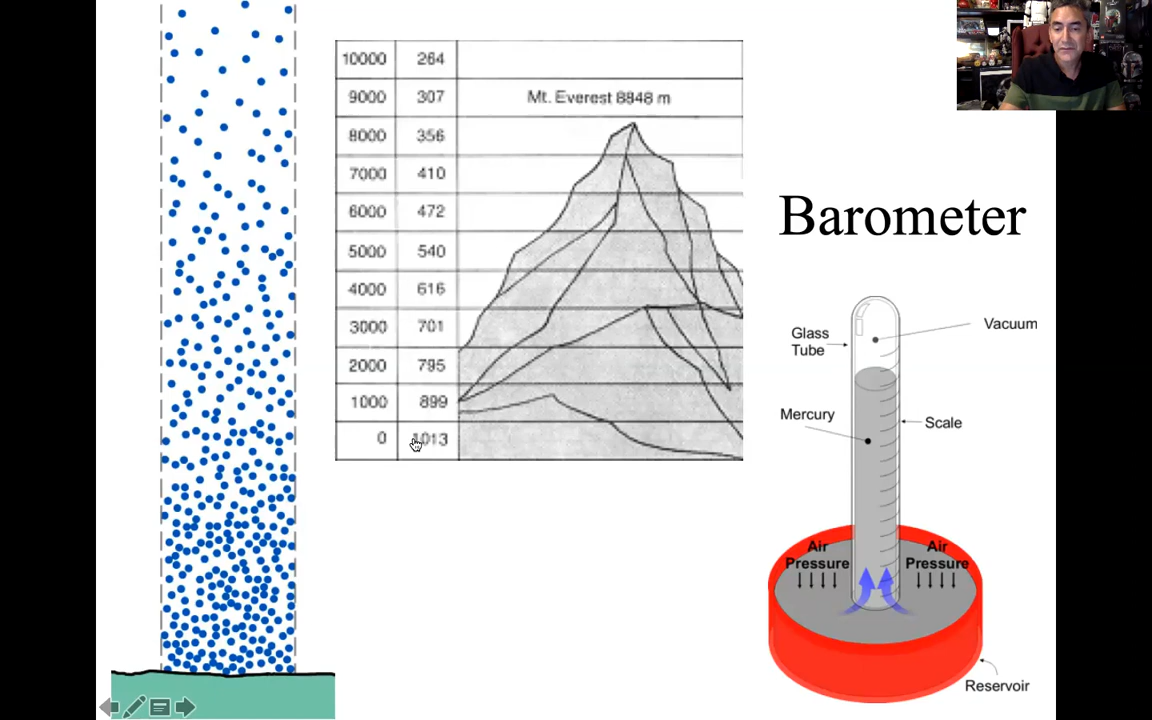 10000 264
9000 307 Mt. Everest 8848 m
8000 356
7000 410
6000 472
5000 540
4000 616
3000 701
2000 795
1000 899
0 1013
Barometer
Glass
Tube
Vacuum
Mercury
Scale
Air
Pressure
Air
Pressure
Reservoir